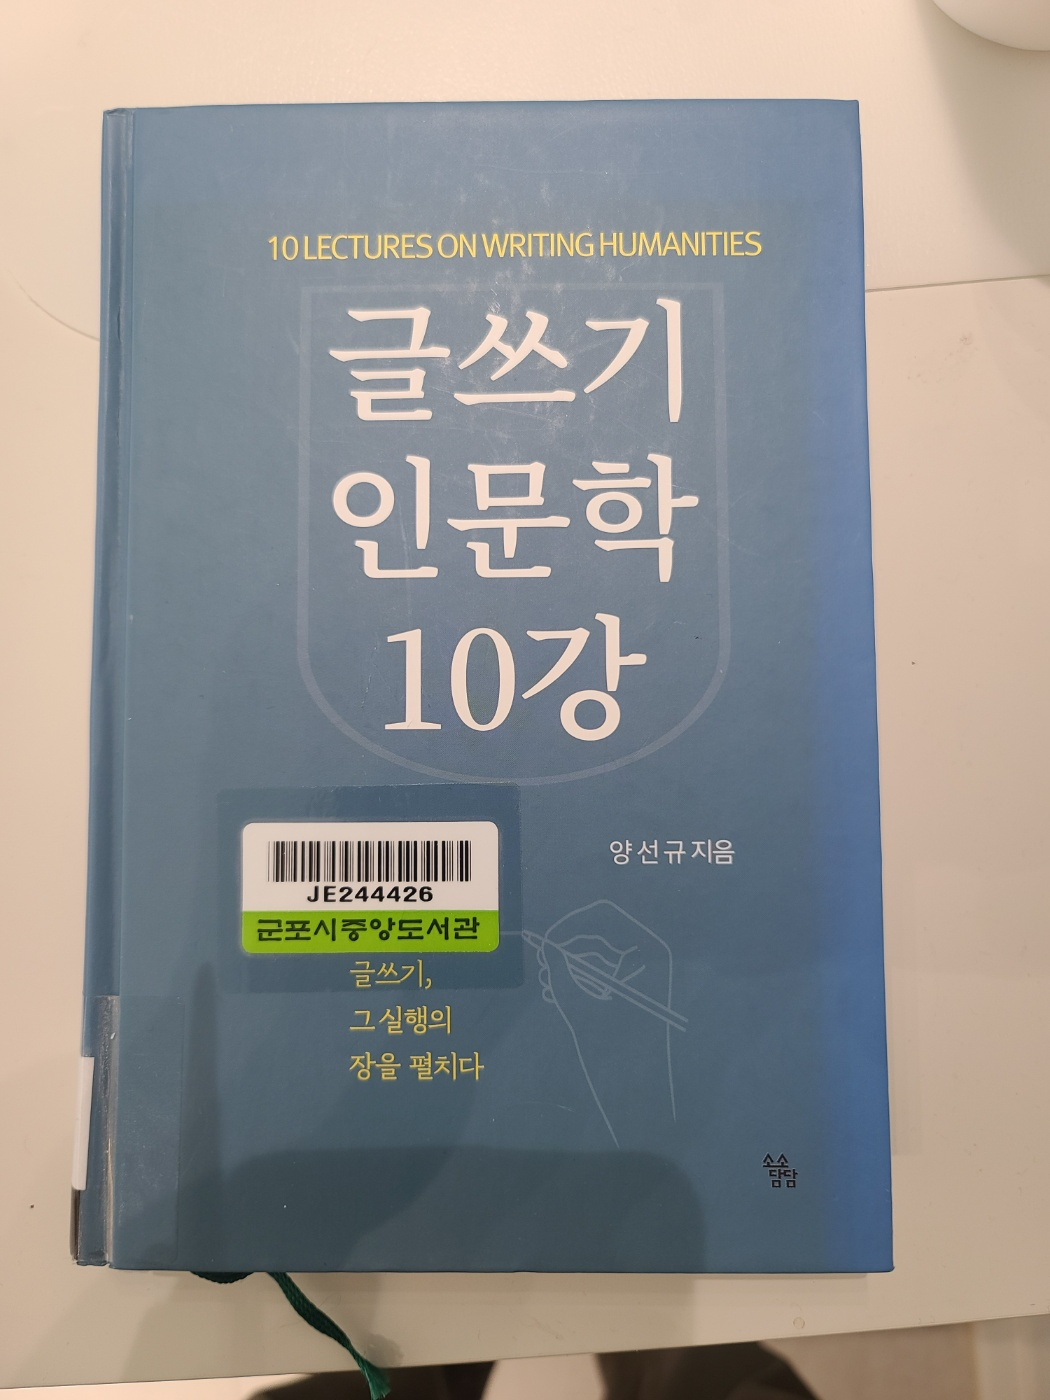 10 LECTURES ON WRITING HUMANITIES
글쓰기
인문학
10강
양선규 지음
JE244426
군포시중앙도서관
글쓰기,
그 실행의
장을 펼치다
소소
담담